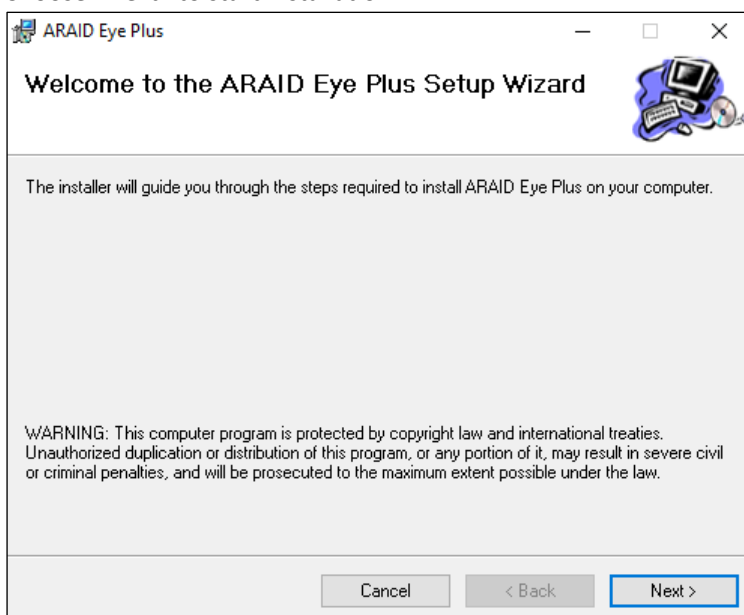 ARAID Eye Plus
Welcome to the ARAID Eye Plus Setup Wizard
The installer will guide you through the steps required to install ARAID Eye Plus on your computer.
WARNING: This computer program is protected by copyright law and international treaties.
Unauthorized duplication or distribution of this program, or any portion of it, may result in severe civil
or criminal penalties, and will be prosecuted to the maximum extent possible under the law.
Cancel
< Back
Next >